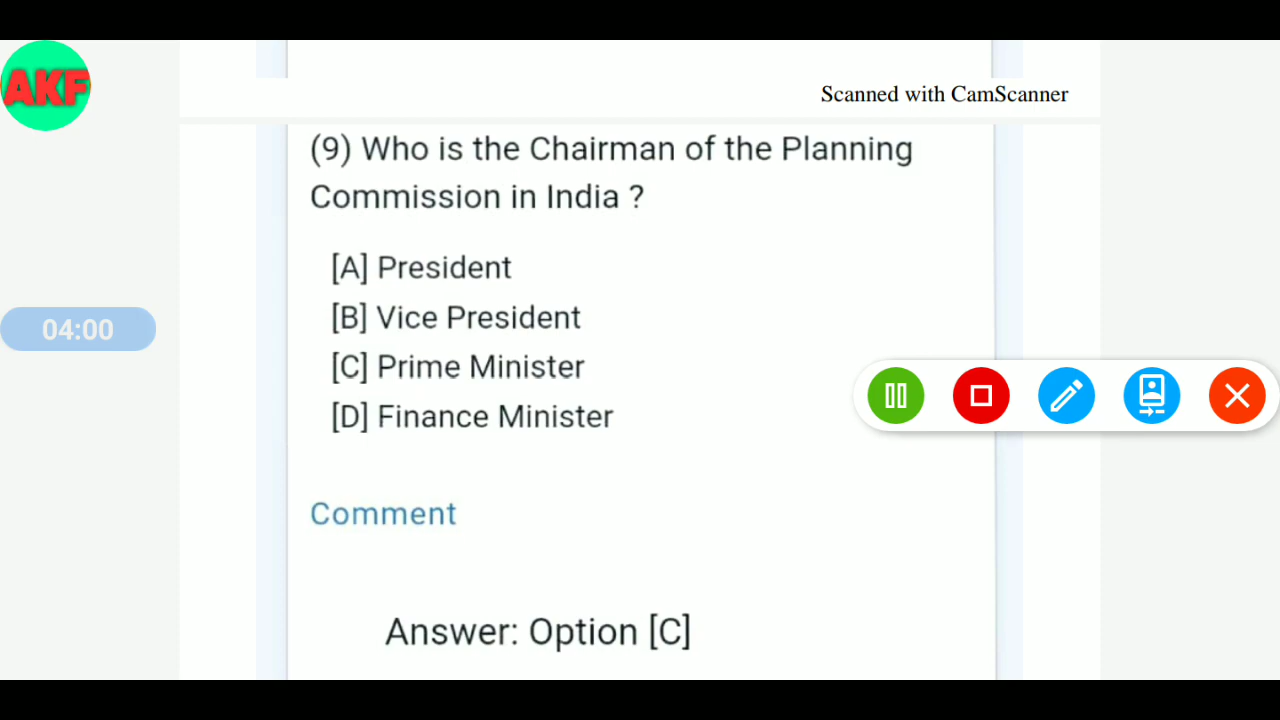 AKF
Scanned with CamScanner
(9) Who is the Chairman of the Planning
Commission in India ?
[A] President
[B] Vice President
[C] Prime Minister
[D] Finance Minister
04:00
Comment
Answer: Option [C]